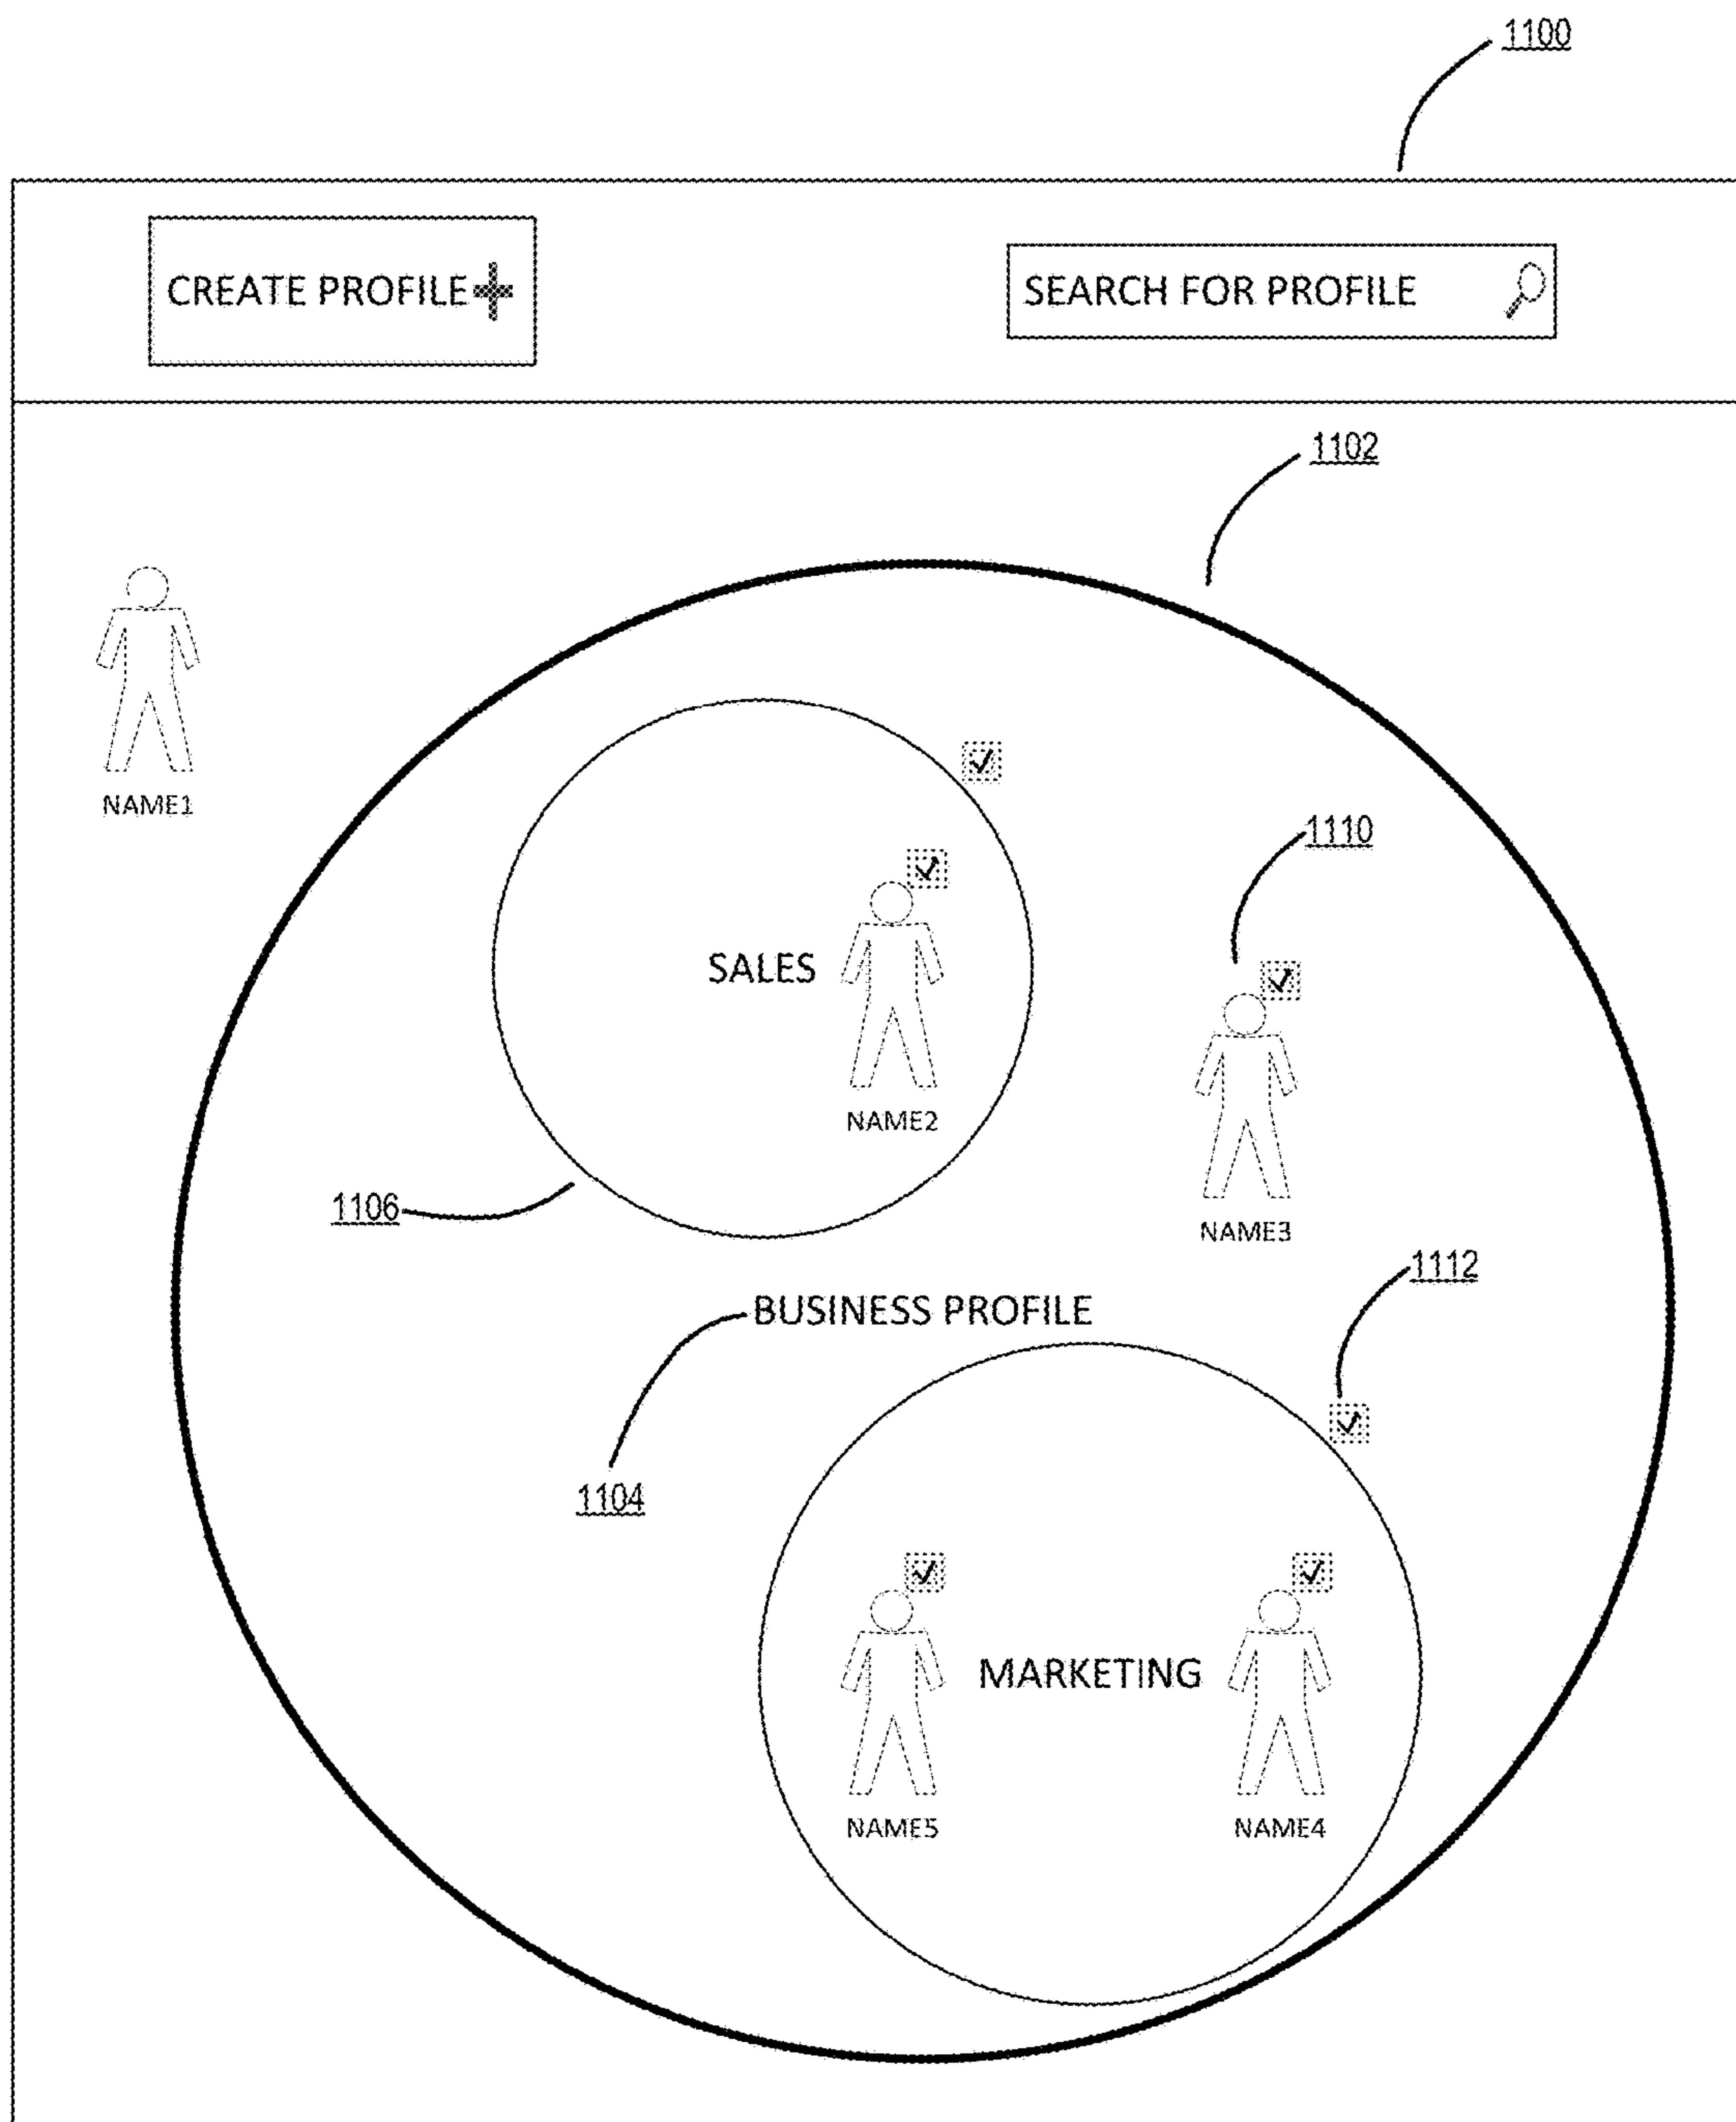 1100
CREATE PROFILE
SEARCH FOR PROFILE
1102
NAME1
1110
SALES
NAME2
1106
NAME3
1112
BUSINESS PROFILE
1104
MARKETING
NAME5
NAME4